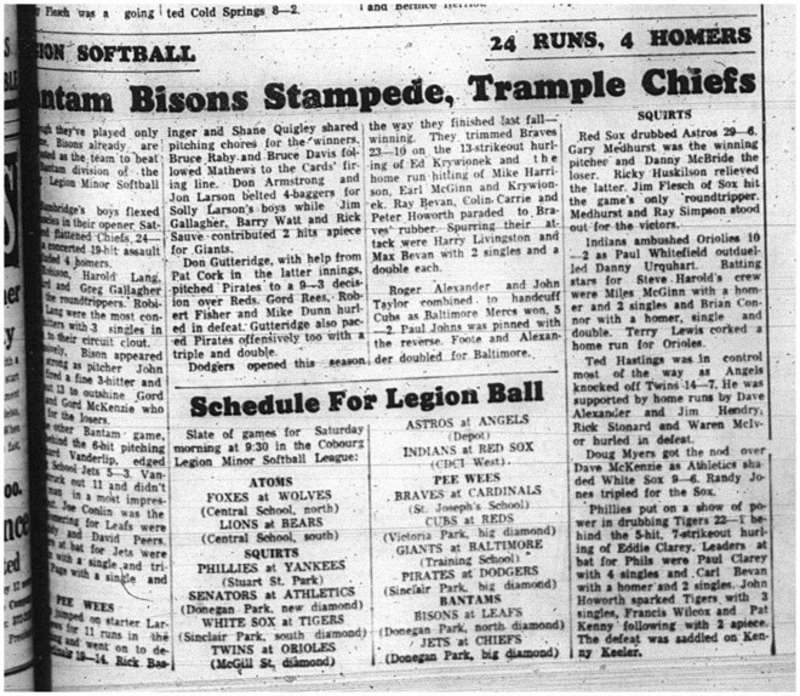 Flesch was a going
ted Cold Springs 8—2.
and
SOFTBALL
24 RUNS, 4 HOMERS
Bantam Bisons Stampede, Trample Chiefs
they've played only
Bisons already are
as the team to beat
division of the
Legion Minor Softball
boys flexed
in their opener Sat-
flattened Chiefs 24—
concerted 19-hit assault
4 homers.
Harold Lang,
and Greg Gallagher
the roundtrippers. Robi-
Lang were the most con-
with 3 singles in
to their circuit clout.
Bison appeared
as pitcher John
a fine 3-hitter and
13 to outshine Gord
and Gord McKenzie who
for the losers.
other Bantam game,
behind the 6-hit pitching
Vanderlip, edged
School Jets 5—3. Van-
out 11 and didn't
in a most impres-
Joe Conlin was the
for Leafs were
and David Peers.
at bat for Jets were
with a single and tri-
Page with a single and
PEE WEES
jumped on starter Lar-
for 11 runs in the
and went on to de-
19—14. Rick Bas-
inger and Shane Quigley shared
pitching chores for the winners.
Bruce Raby and Bruce Davis fol-
lowed Mathews to the Cards' fir-
ing line. Don Armstrong and
Jon Larson belted 4-baggers for
Solly Larson's boys while Jim
Gallagher, Barry Watt and Rick
Sauve contributed 2 hits apiece
for Giants.
Don Gutteridge, with help from
Pat Cork in the latter innings,
pitched Pirates to a 9—3 decis-
ion over Reds. Gord Rees, Rob-
ert Fisher and Mike Dunn hurl-
ed in defeat. Gutteridge also pac-
ed Pirates offensively too with a
triple and double.
Dodgers opened this season
the way they finished last fall—
winning. They trimmed Braves
23—10 on the 13-strikeout hurl-
ing of Ed Krywionek and the
home run hitting of Mike Harri-
son, Earl McGinn and Krywion-
ek. Ray Bevan, Colin Carrie and
Peter Howorth paraded to Bra-
ves' rubber. Spurring their at-
tack were Harry Livingston and
Max Bevan with 2 singles and a
double each.
Roger Alexander and John
Taylor combined to handcuff
Cubs as Baltimore Mercs won, 5
—2. Paul Johns was pinned with
the reverse. Foote and Alexan-
der doubled for Baltimore.
Schedule For Legion Ball
Slate of games for Saturday
morning at 9:30 in the Cobourg
Legion Minor Softball League:
ATOMS
FOXES at WOLVES
(Central School, north)
LIONS at BEARS
(Central School, south)
SQUIRTS
PHILLIES at YANKEES
(Stuart St. Park)
SENATORS at ATHLETICS
(Donegan Park, new diamond)
WHITE SOX at TIGERS
(Sinclair Park, south diamond)
TWINS at ORIOLES
(McGill St, diamond)
ASTROS at ANGELS
(Depot)
INDIANS at RED SOX
(CDCI West).
PEE WEES
BRAVES at CARDINALS
(St. Joseph's School)
CUBS at REDS
(Victoria Park, big diamond)
GIANTS at BALTIMORE
(Training School)
PIRATES at DODGERS
(Sinclair Park, big diamond)
BANTAMS
BISONS at LEAFS
(Donegan Park, north diamond)
JETS at CHIEFS
(Donegan Park, big diamond)
SQUIRTS
Red Sox drubbed Astros 29—6.
Gary Medhurst was the winning
pitcher and Danny McBride the
loser. Ricky Huskilson relieved
the latter. Jim Flesch of Sox hit
the game's only 'roundtripper.
Medhurst and Ray Simpson stood
out for the victors.
Indians ambushed Oriolies 10
—2 as Paul Whitefield outduel-
led Danny Urquhart. Batting
stars for Steve Harold's crew
were Miles McGinn with a hom-
er and 2 singles and Brian Con-
nor with a homer, single and
double. Terry Lewis corked a
home run for Orioles.
Ted Hastings was in control
most of the way as Angels
knocked off Twins 14—7. He was
supported by home runs by Dave
Alexander and Jim Hendry,
Rick Stonard and Waren McIv-
or hurled in defeat.
Doug Myers got the nod over
Dave McKenzie as Athletics sha-
ded White Sox 9—6. Randy Jo-
nes tripled for the Sox.
Phillies put on a show of po-
wer in drubbing Tigers 22—1 be-
hind the 5-hit, 7-strikeout hurl-
ing of Eddie Clarey. Leaders at
bat for Phils were Paul Clarey
with 4 singles and Carl Bevan
with a homer and 2 singles. John
Howorth sparked Tigers with 3
singles, Francis Wilcox and Pat
Kenny following with 2 apiece.
The defeat was saddled on Ken-
ny Keeler.